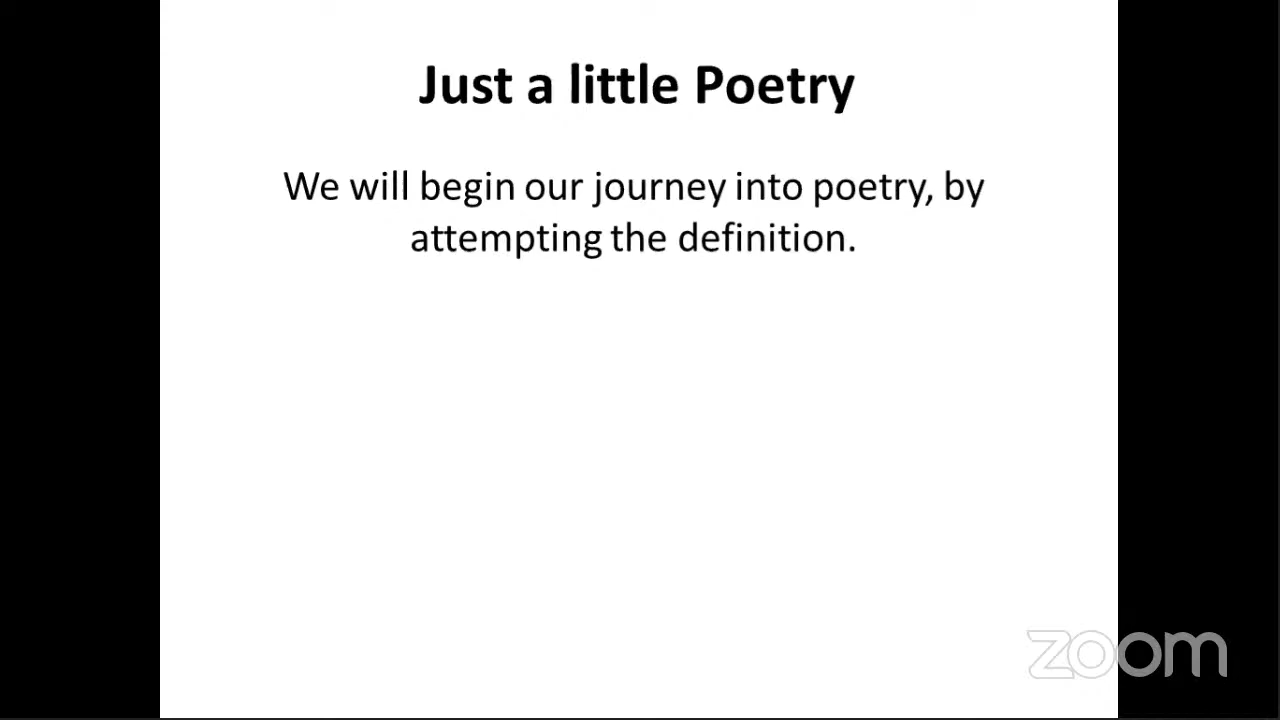 Just a little Poetry
We will begin our journey into poetry, by
attempting the definition.
zoom